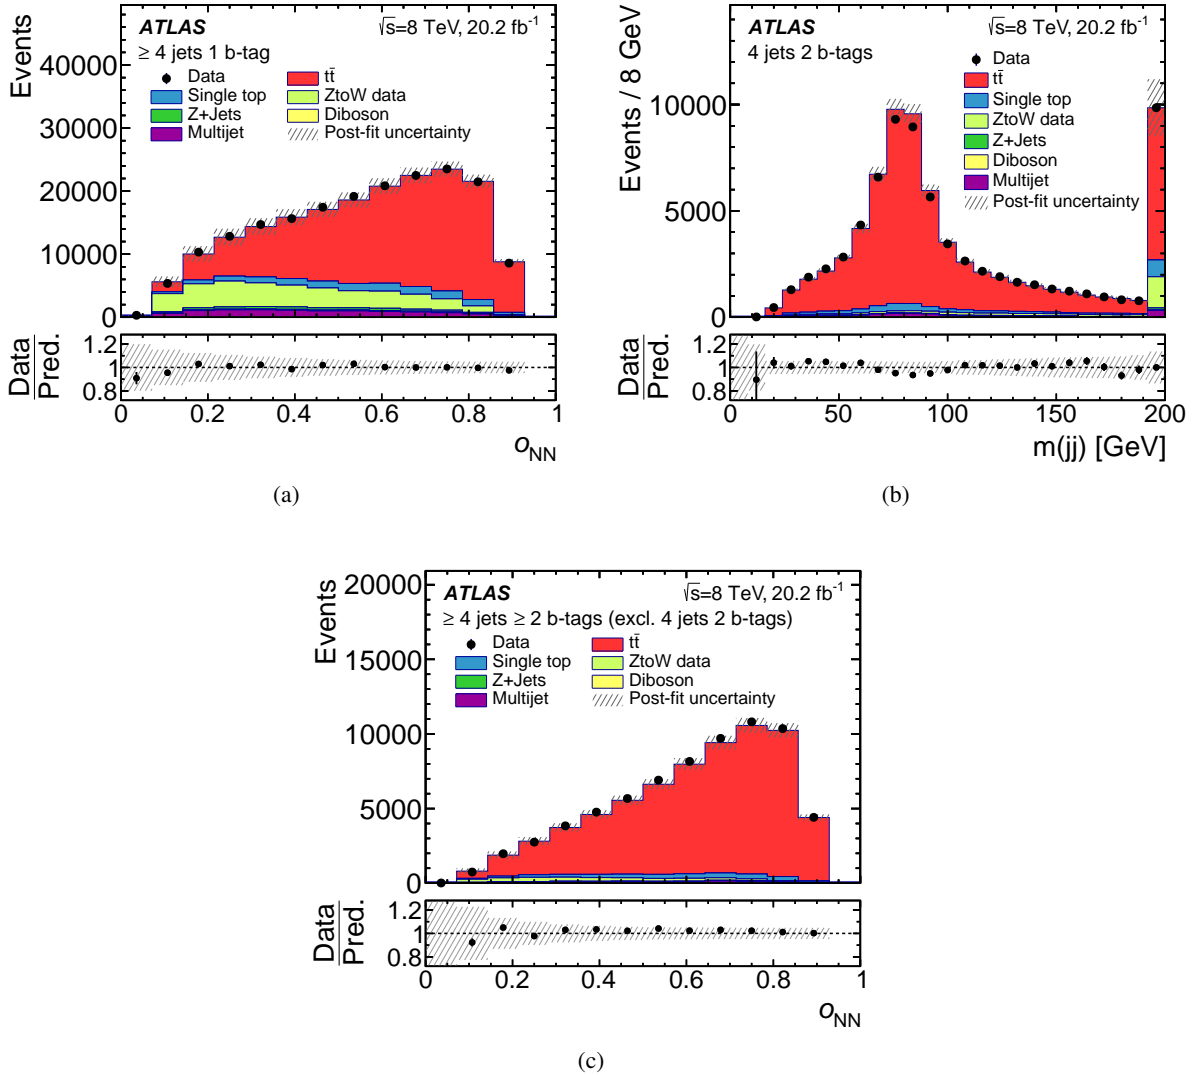 ATLAS √s=8 TeV, 20.2 fb-1
≥ 4 jets 1 b-tag
Data
tt̄
Single top
ZtoW data
Z+Jets
Diboson
Multijet
Post-fit uncertainty
Events
40000
30000
20000
10000
0
Data
Pred.
1.2
1
0.8
0 0.2 0.4 0.6 0.8 1
oNN
(a)
ATLAS √s=8 TeV, 20.2 fb-1
4 jets 2 b-tags
Data
tt̄
Single top
ZtoW data
Z+Jets
Diboson
Multijet
Post-fit uncertainty
Events / 8 GeV
10000
5000
0
Data
Pred.
1.2
1
0.8
0 50 100 150 200
m(jj) [GeV]
(b)
ATLAS √s=8 TeV, 20.2 fb-1
≥ 4 jets ≥ 2 b-tags (excl. 4 jets 2 b-tags)
Data
tt̄
Single top
ZtoW data
Z+Jets
Diboson
Multijet
Post-fit uncertainty
Events
20000
15000
10000
5000
0
Data
Pred.
1.2
1
0.8
0 0.2 0.4 0.6 0.8 1
oNN
(c)